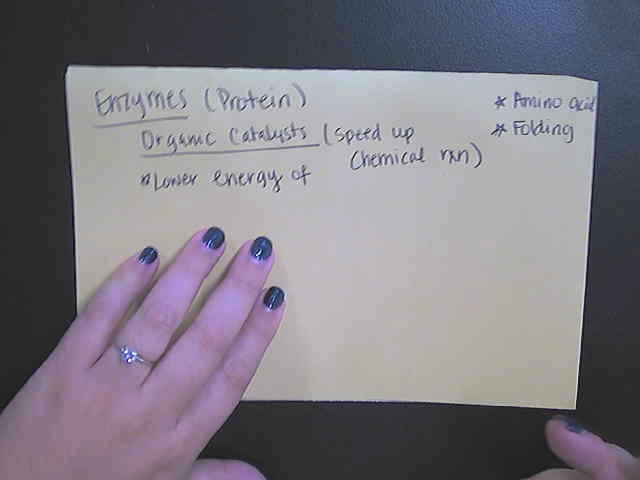 Enzymes (Protein)
* Amino acid
Organic Catalysts (speed up
* Folding
Chemical rxn)
*Lower energy of